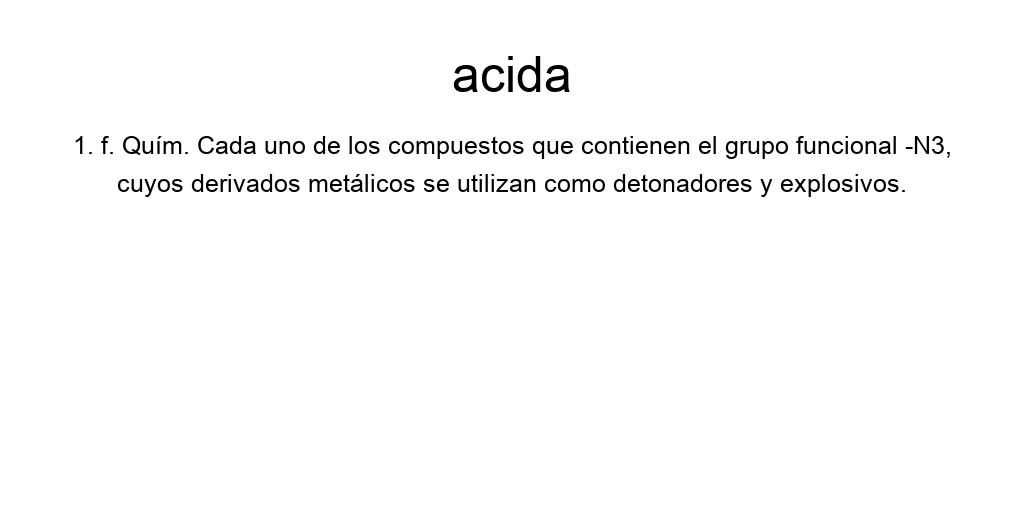 acida
1. f. Quím. Cada uno de los compuestos que contienen el grupo funcional -N3,
cuyos derivados metálicos se utilizan como detonadores y explosivos.